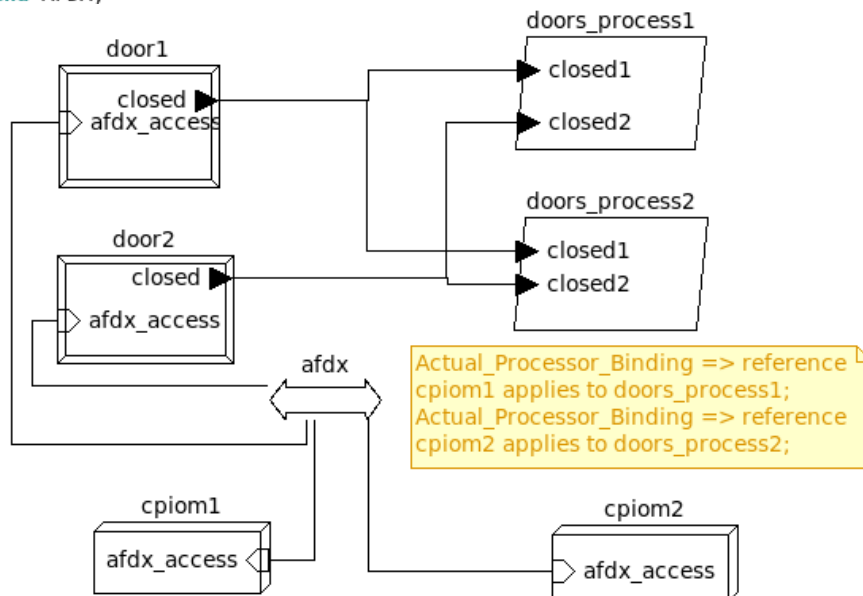 doors_process1
door1
closed1
closed
afdx_access
closed2
doors_process2
door2
closed1
closed
closed2
afdx_access
afdx
Actual_Processor_Binding => reference
cpiom1 applies to doors_process1;
Actual_Processor_Binding => reference
cpiom2 applies to doors_process2;
cpiom1
cpiom2
afdx_access
afdx_access